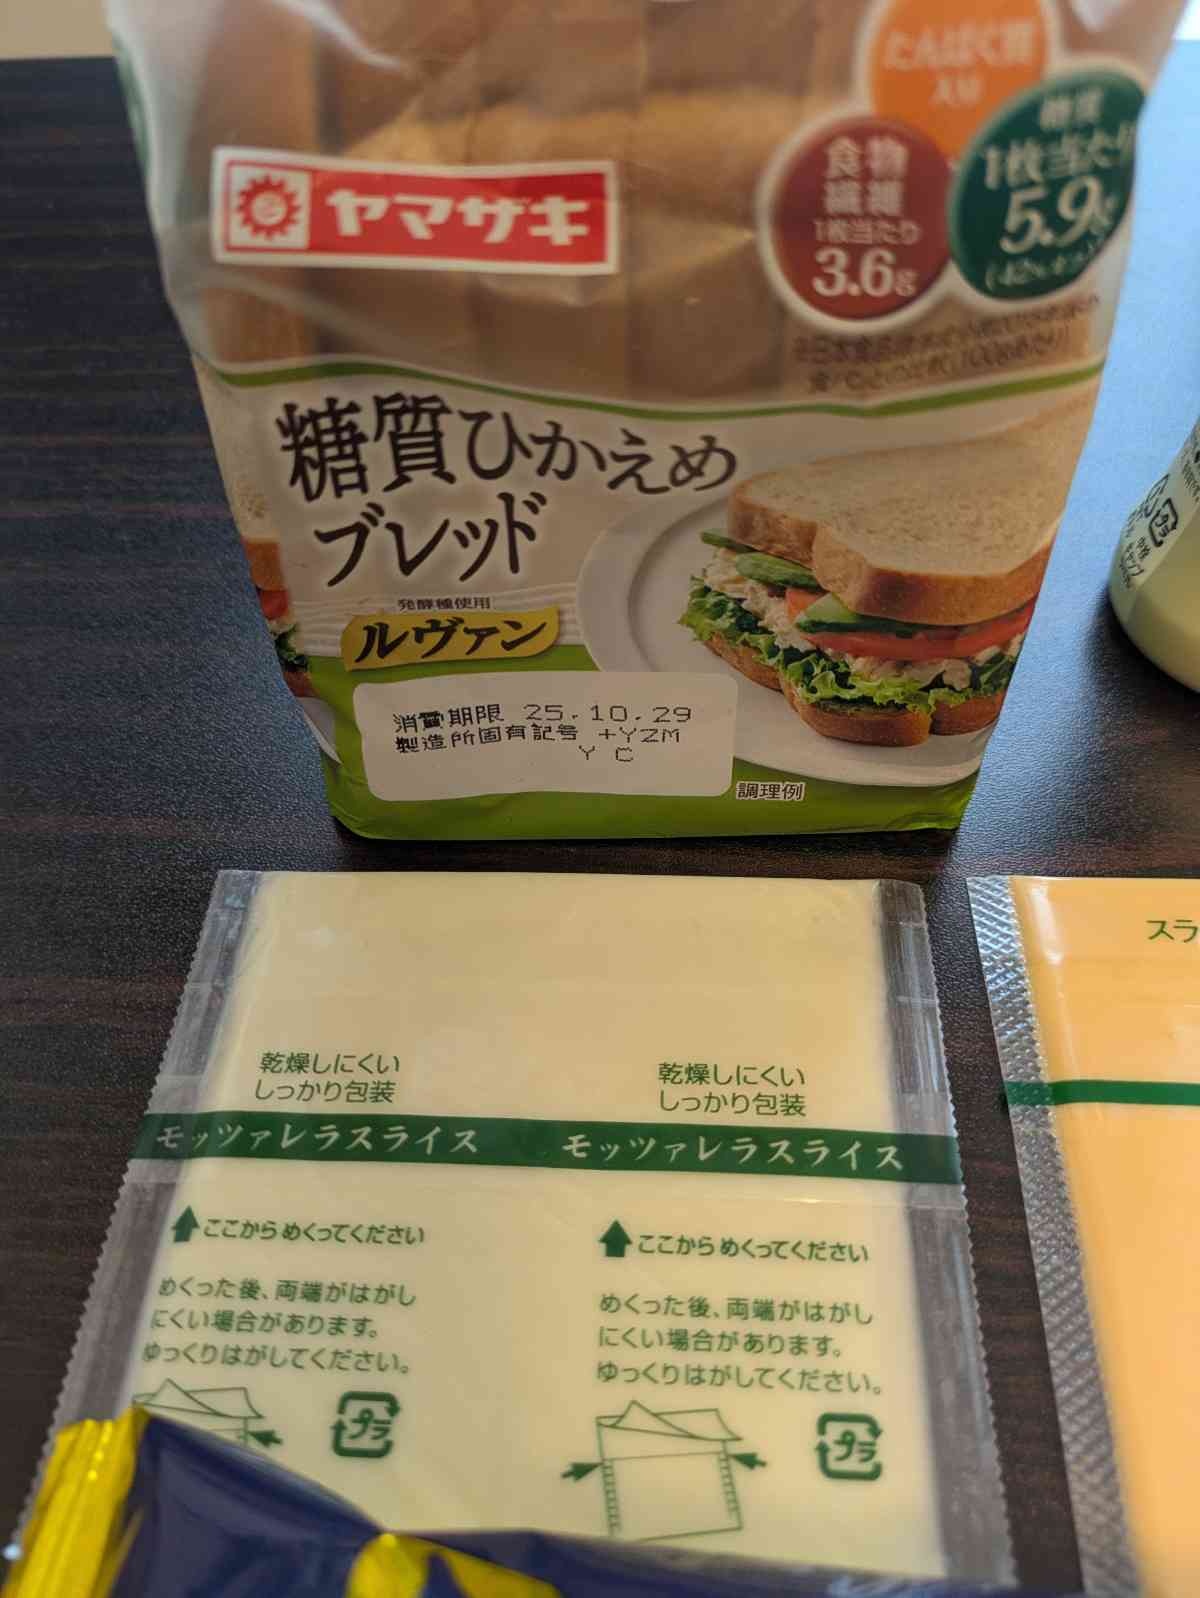 たんぱく質
入り
糖質
1枚当たり
5.9g
食物
繊維
1枚当たり
3.6g
ヤマザキ
糖質ひかえめ
ブレッド
発酵種使用
ルヴァン
消費期限 25.10.29
製造所固有記号 +YZM
Y C
調理例
スラ
乾燥しにくい
しっかり包装
乾燥しにくい
しっかり包装
モッツァレラスライス モッツァレラスライス
ここからめくってください
めくった後、両端がはがし
にくい場合があります。
ゆっくりはがしてください。
プラ
ここからめくってください
めくった後、両端がはがし
にくい場合があります。
ゆっくりはがしてください。
プラ